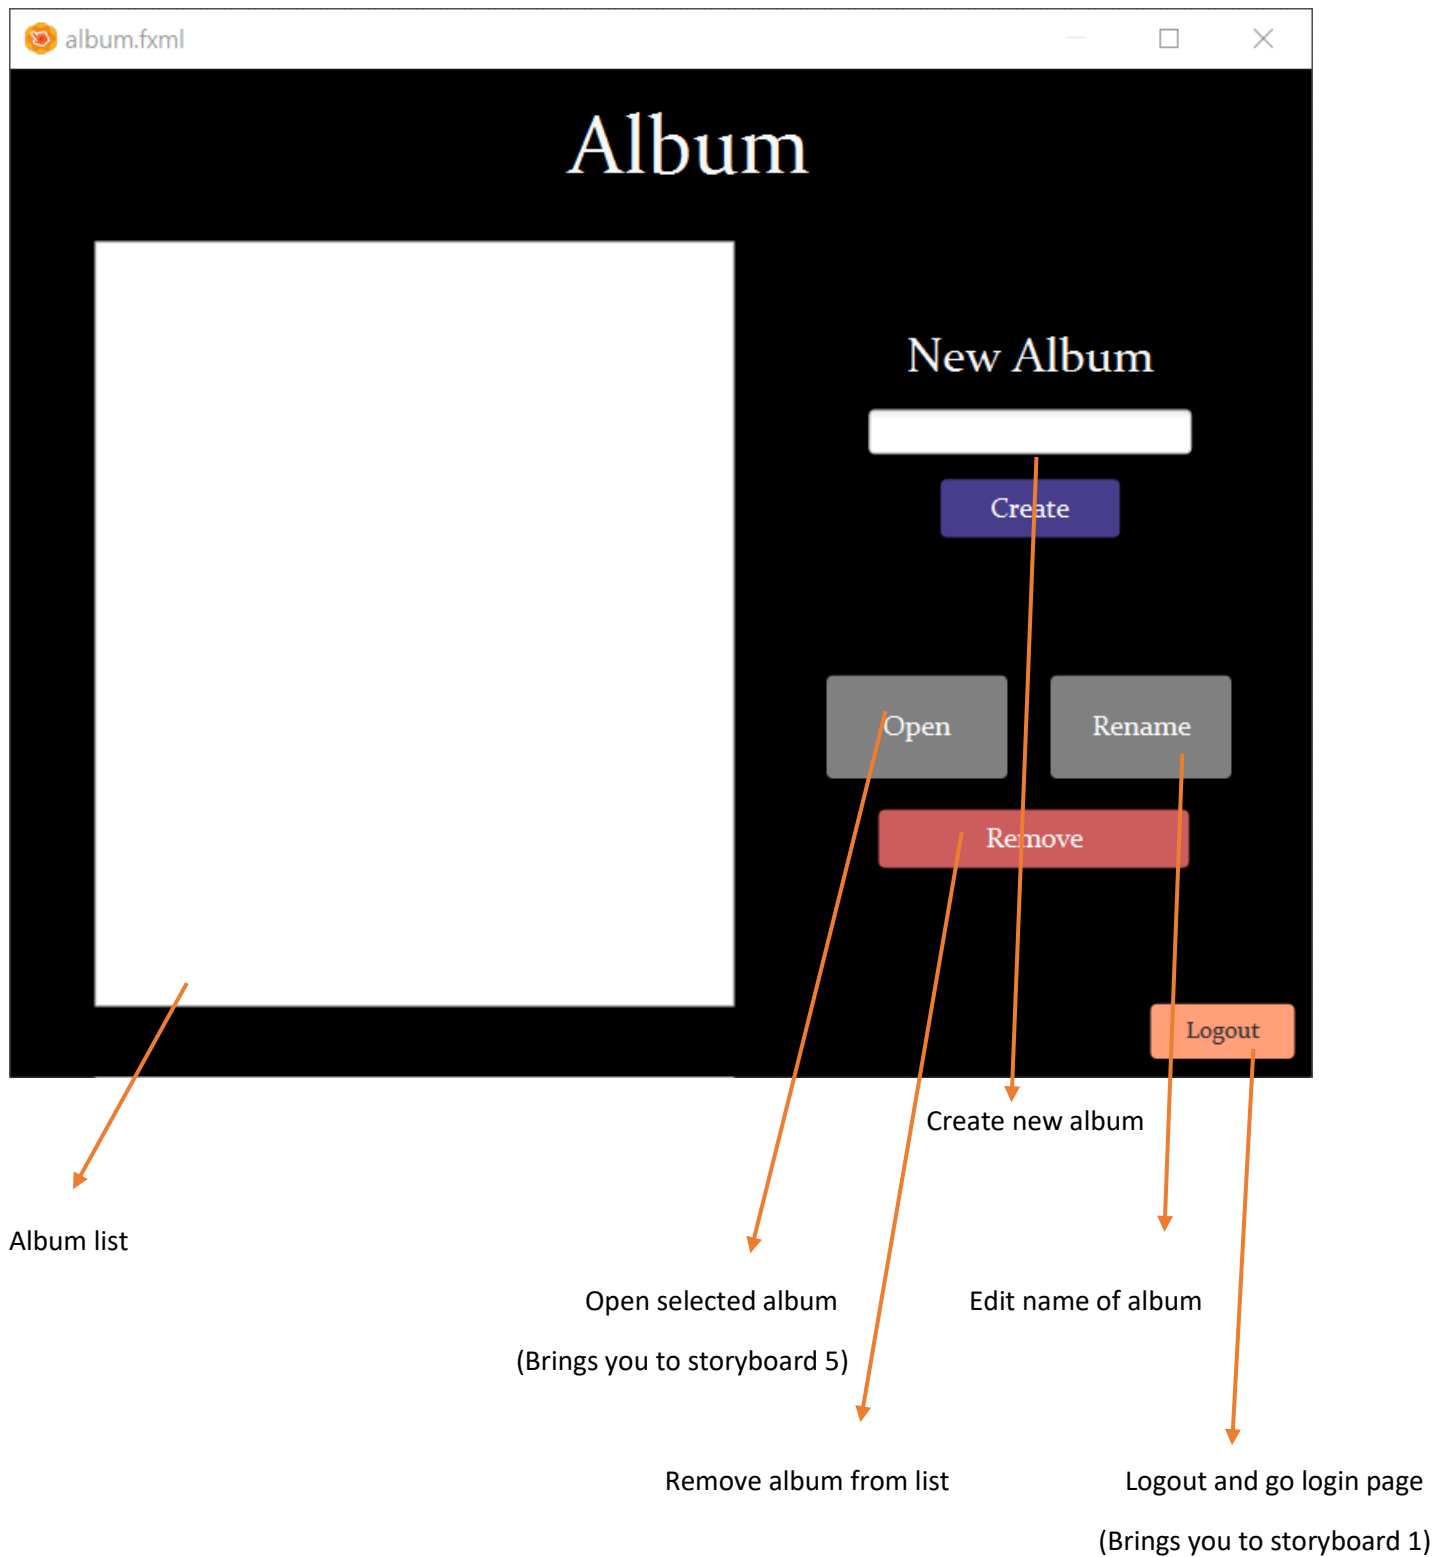 album.fxml
Album
New Album
Create
Open
Rename
Remove
Logout
Create new album
Album list
Open selected album
Edit name of album
(Brings you to storyboard 5)
Remove album from list
Logout and go login page
(Brings you to storyboard 1)